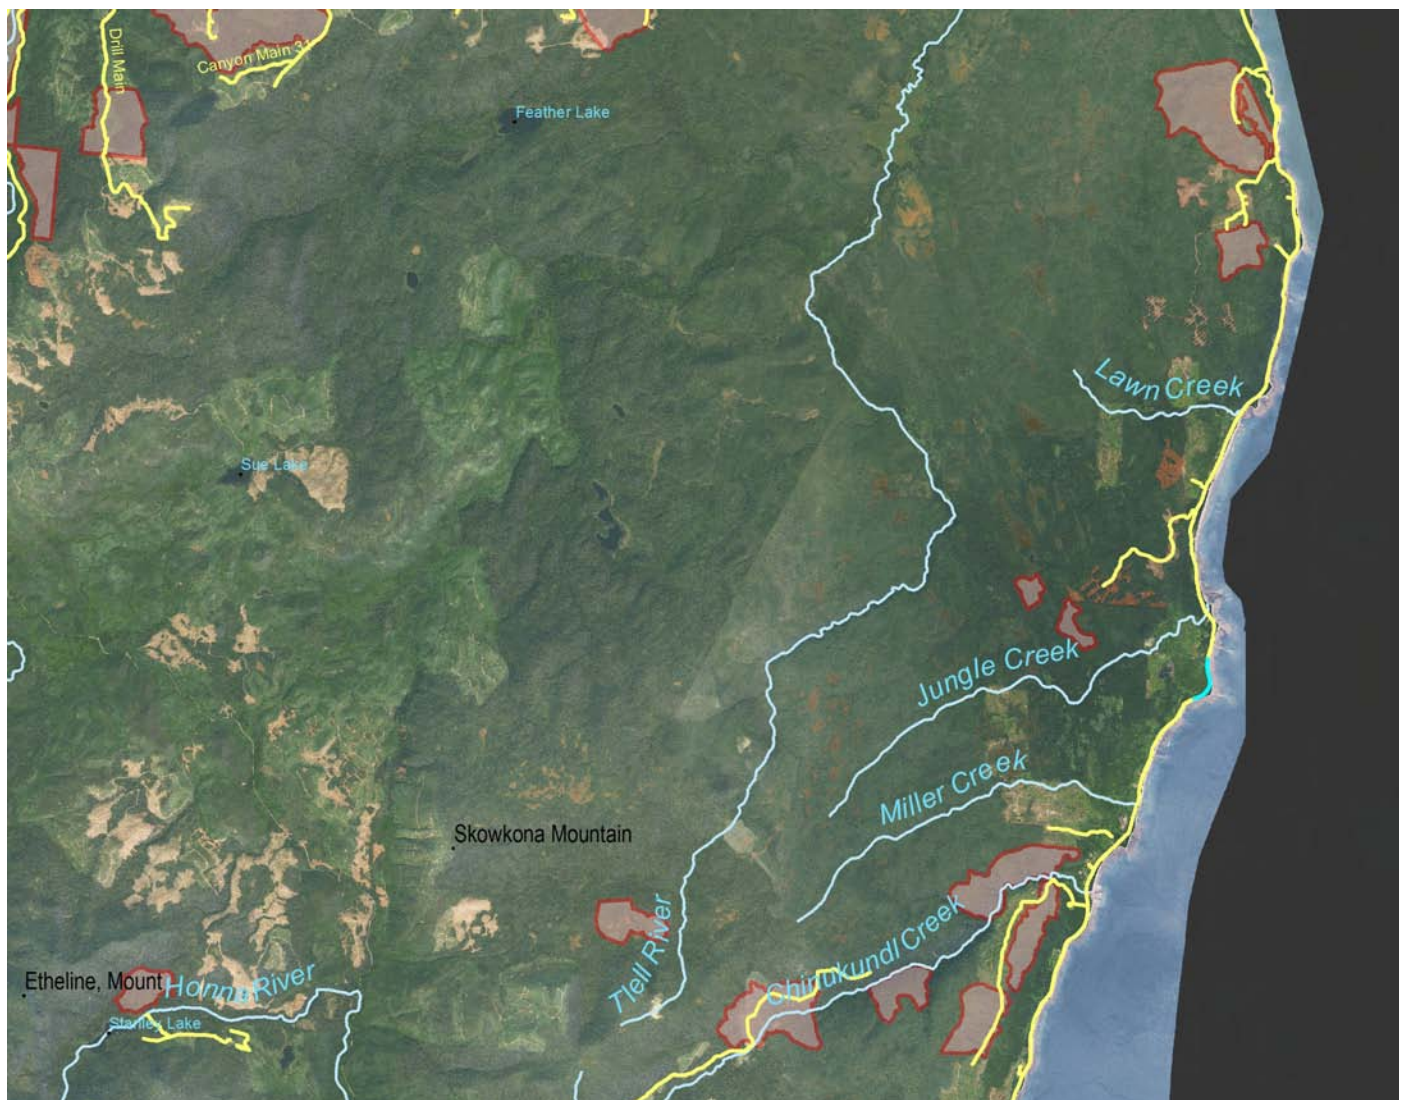 Drill Main
Canyon Main 31
Feather Lake
Lawn Creek
Sue Lake
Jungle Creek
Miller Creek
Skowkona Mountain
Tlell River
Chinukundl Creek
Etheline, Mount
Honna River
Stanley Lake